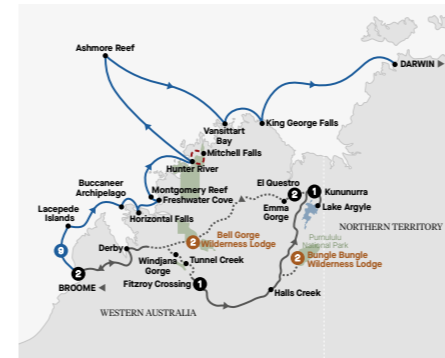 Ashmore Reef
DARWIN
King George Falls
Vansittart
Bay
Mitchell Falls
Hunter River
El Questro
2
1
Kununurra
Buccaneer
Archipelago
Montgomery Reef
Freshwater Cove
Emma
Gorge
Lake Argyle
Lacepede
Islands
Horizontal Falls
NORTHERN TERRITORY
9
Derby
2
Bell Gorge
Wilderness Lodge
Purnululu
National Park
2
Bungle Bungle
Wilderness Lodge
Windjana
Gorge
Tunnel Creek
2
BROOME
Fitzroy Crossing
1
Halls Creek
WESTERN AUSTRALIA